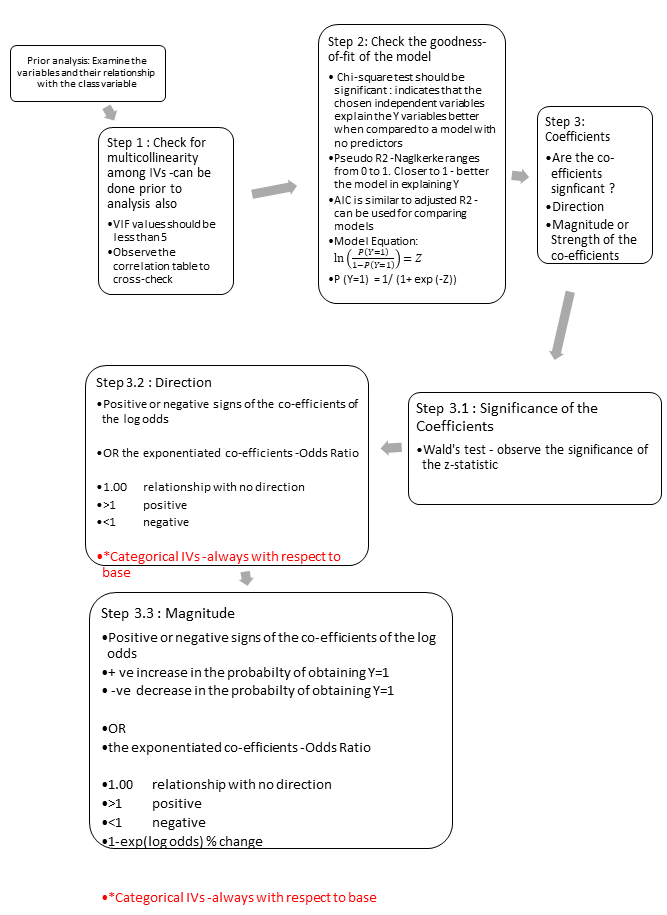 Prior analysis: Examine the
variables and their relationship
with the class variable
Step 1 : Check for
multicollinearity
among IVs -can be
done prior to
analysis also
•VIF values should be
less than 5
•Observe the
correlation table to
cross-check
Step 2: Check the goodness-
of-fit of the model
• Chi-square test should be
significant : indicates that the
chosen independent variables
explain the Y variables better
when compared to a model with
no predictors
•Pseudo R2 -Naglkerke ranges
from 0 to 1. Closer to 1 - better
the model in explaining Y
•AIC is similar to adjusted R2 -
can be used for comparing
models
•Model Equation:
ln(P(Y=1)/1−P(Y=1)) = Z
•P (Y=1) = 1/ (1+ exp (-Z))
Step 3:
Coefficients
•Are the co-
efficients
signficant ?
•Direction
•Magnitude or
Strength of the
co-efficients
Step 3.1 : Significance of the
Coefficients
•Wald's test - observe the significance of
the z-statistic
Step 3.2 : Direction
•Positive or negative signs of the co-efficients of
the log odds
•OR the exponentiated co-efficients -Odds Ratio
•1.00 relationship with no direction
•>1 positive
•<1 negative
•*Categorical IVs -always with respect to
base
Step 3.3 : Magnitude
•Positive or negative signs of the co-efficients of the log
odds
•+ ve increase in the probabilty of obtaining Y=1
• -ve decrease in the probabilty of obtaining Y=1
•OR
•the exponentiated co-efficients -Odds Ratio
•1.00 relationship with no direction
•>1 positive
•<1 negative
•1-exp(log odds) % change
•*Categorical IVs -always with respect to base